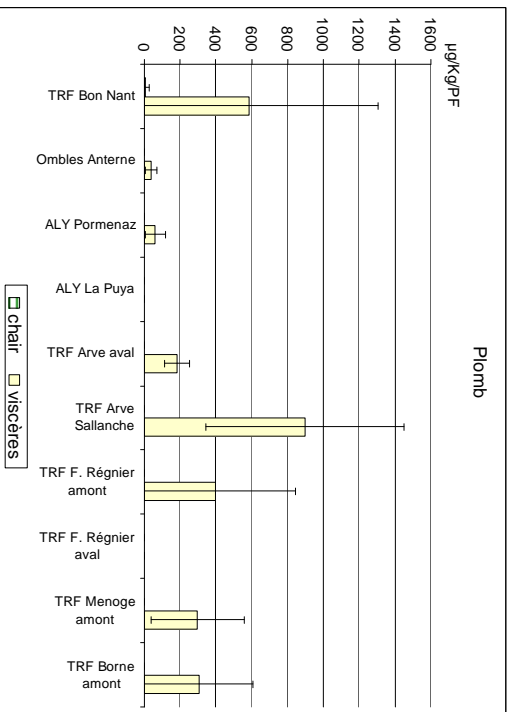 Plomb
µg/Kg/PF
1600
1400
1200
1000
800
600
400
200
0
TRF Bon Nant
Ombles Anterne
ALY Pormenaz
ALY La Puya
TRF Arve aval
TRF Arve
Sallanche
TRF F. Régnier
amont
TRF F. Régnier
aval
TRF Menoge
amont
TRF Borne
amont
chair viscères